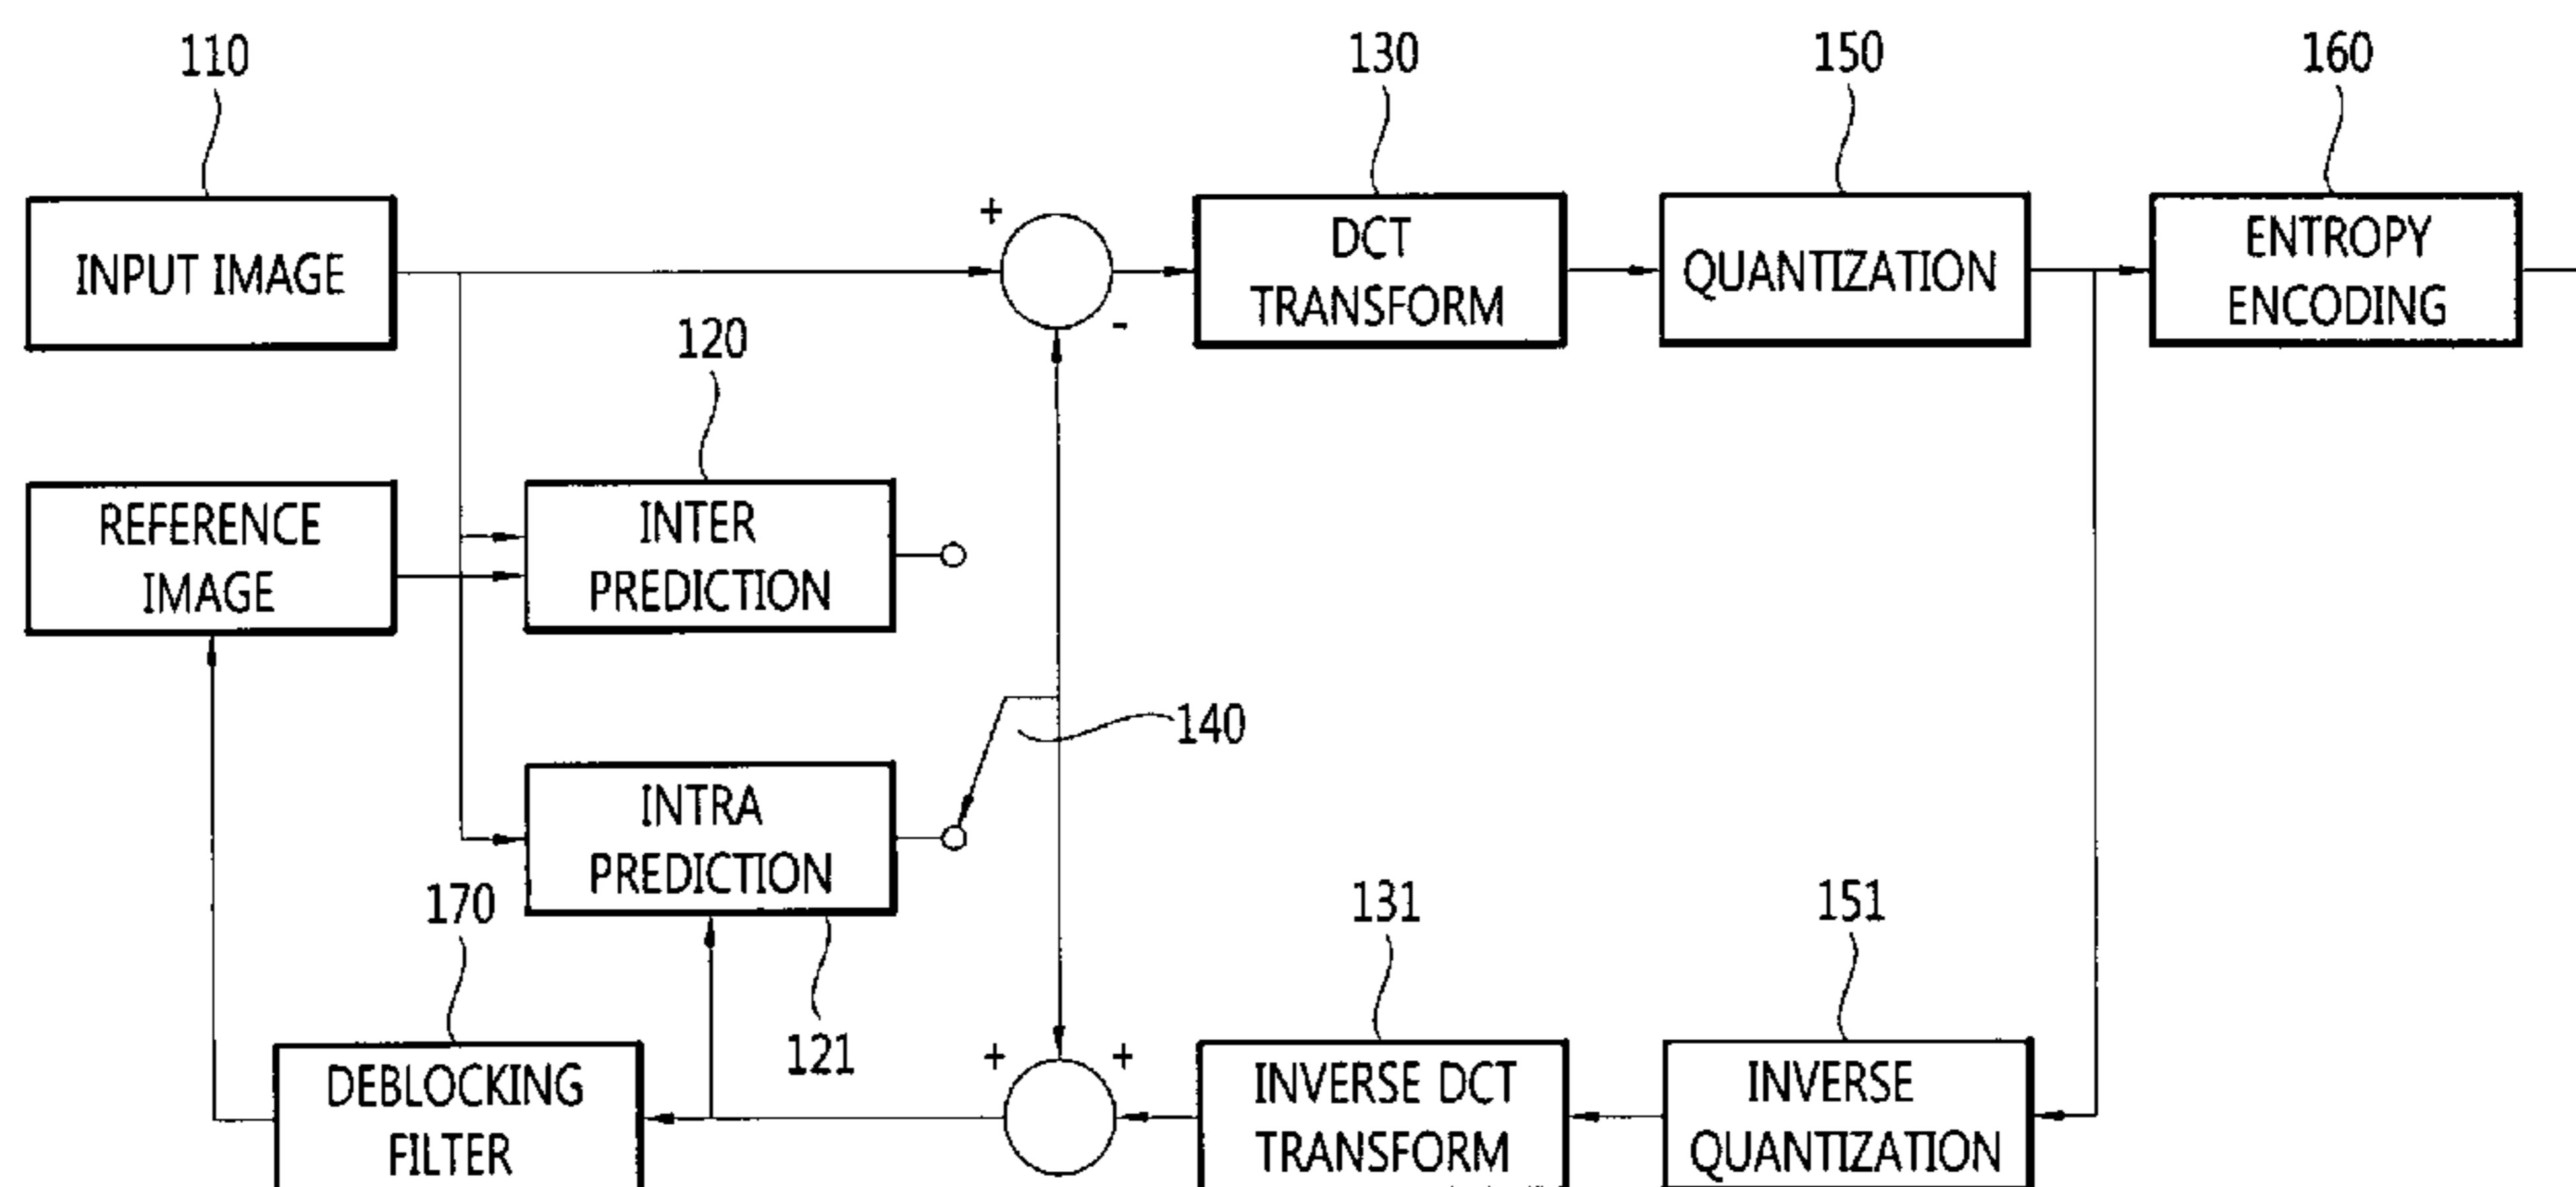 110
130
150
160
+
INPUT IMAGE
DCT
TRANSFORM
QUANTIZATION
ENTROPY
ENCODING
-
120
REFERENCE
IMAGE
INTER
PREDICTION
140
INTRA
PREDICTION
170
131
151
121
+
+
DEBLOCKING
FILTER
INVERSE DCT
TRANSFORM
INVERSE
QUANTIZATION